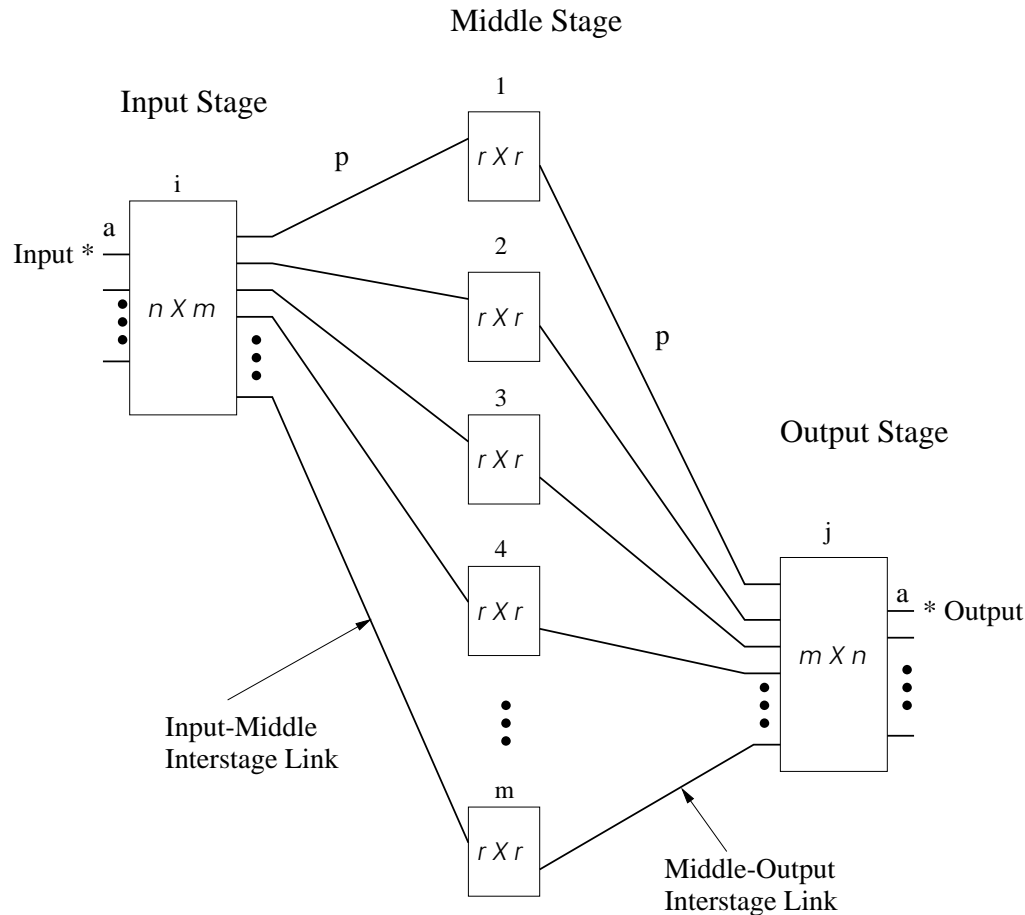 Middle Stage
Input Stage
1
r X r
p
i
a
Input *
n X m
2
r X r
p
3
r X r
Output Stage
4
r X r
j
a
* Output
m X n
Input-Middle
Interstage Link
m
r X r
Middle-Output
Interstage Link